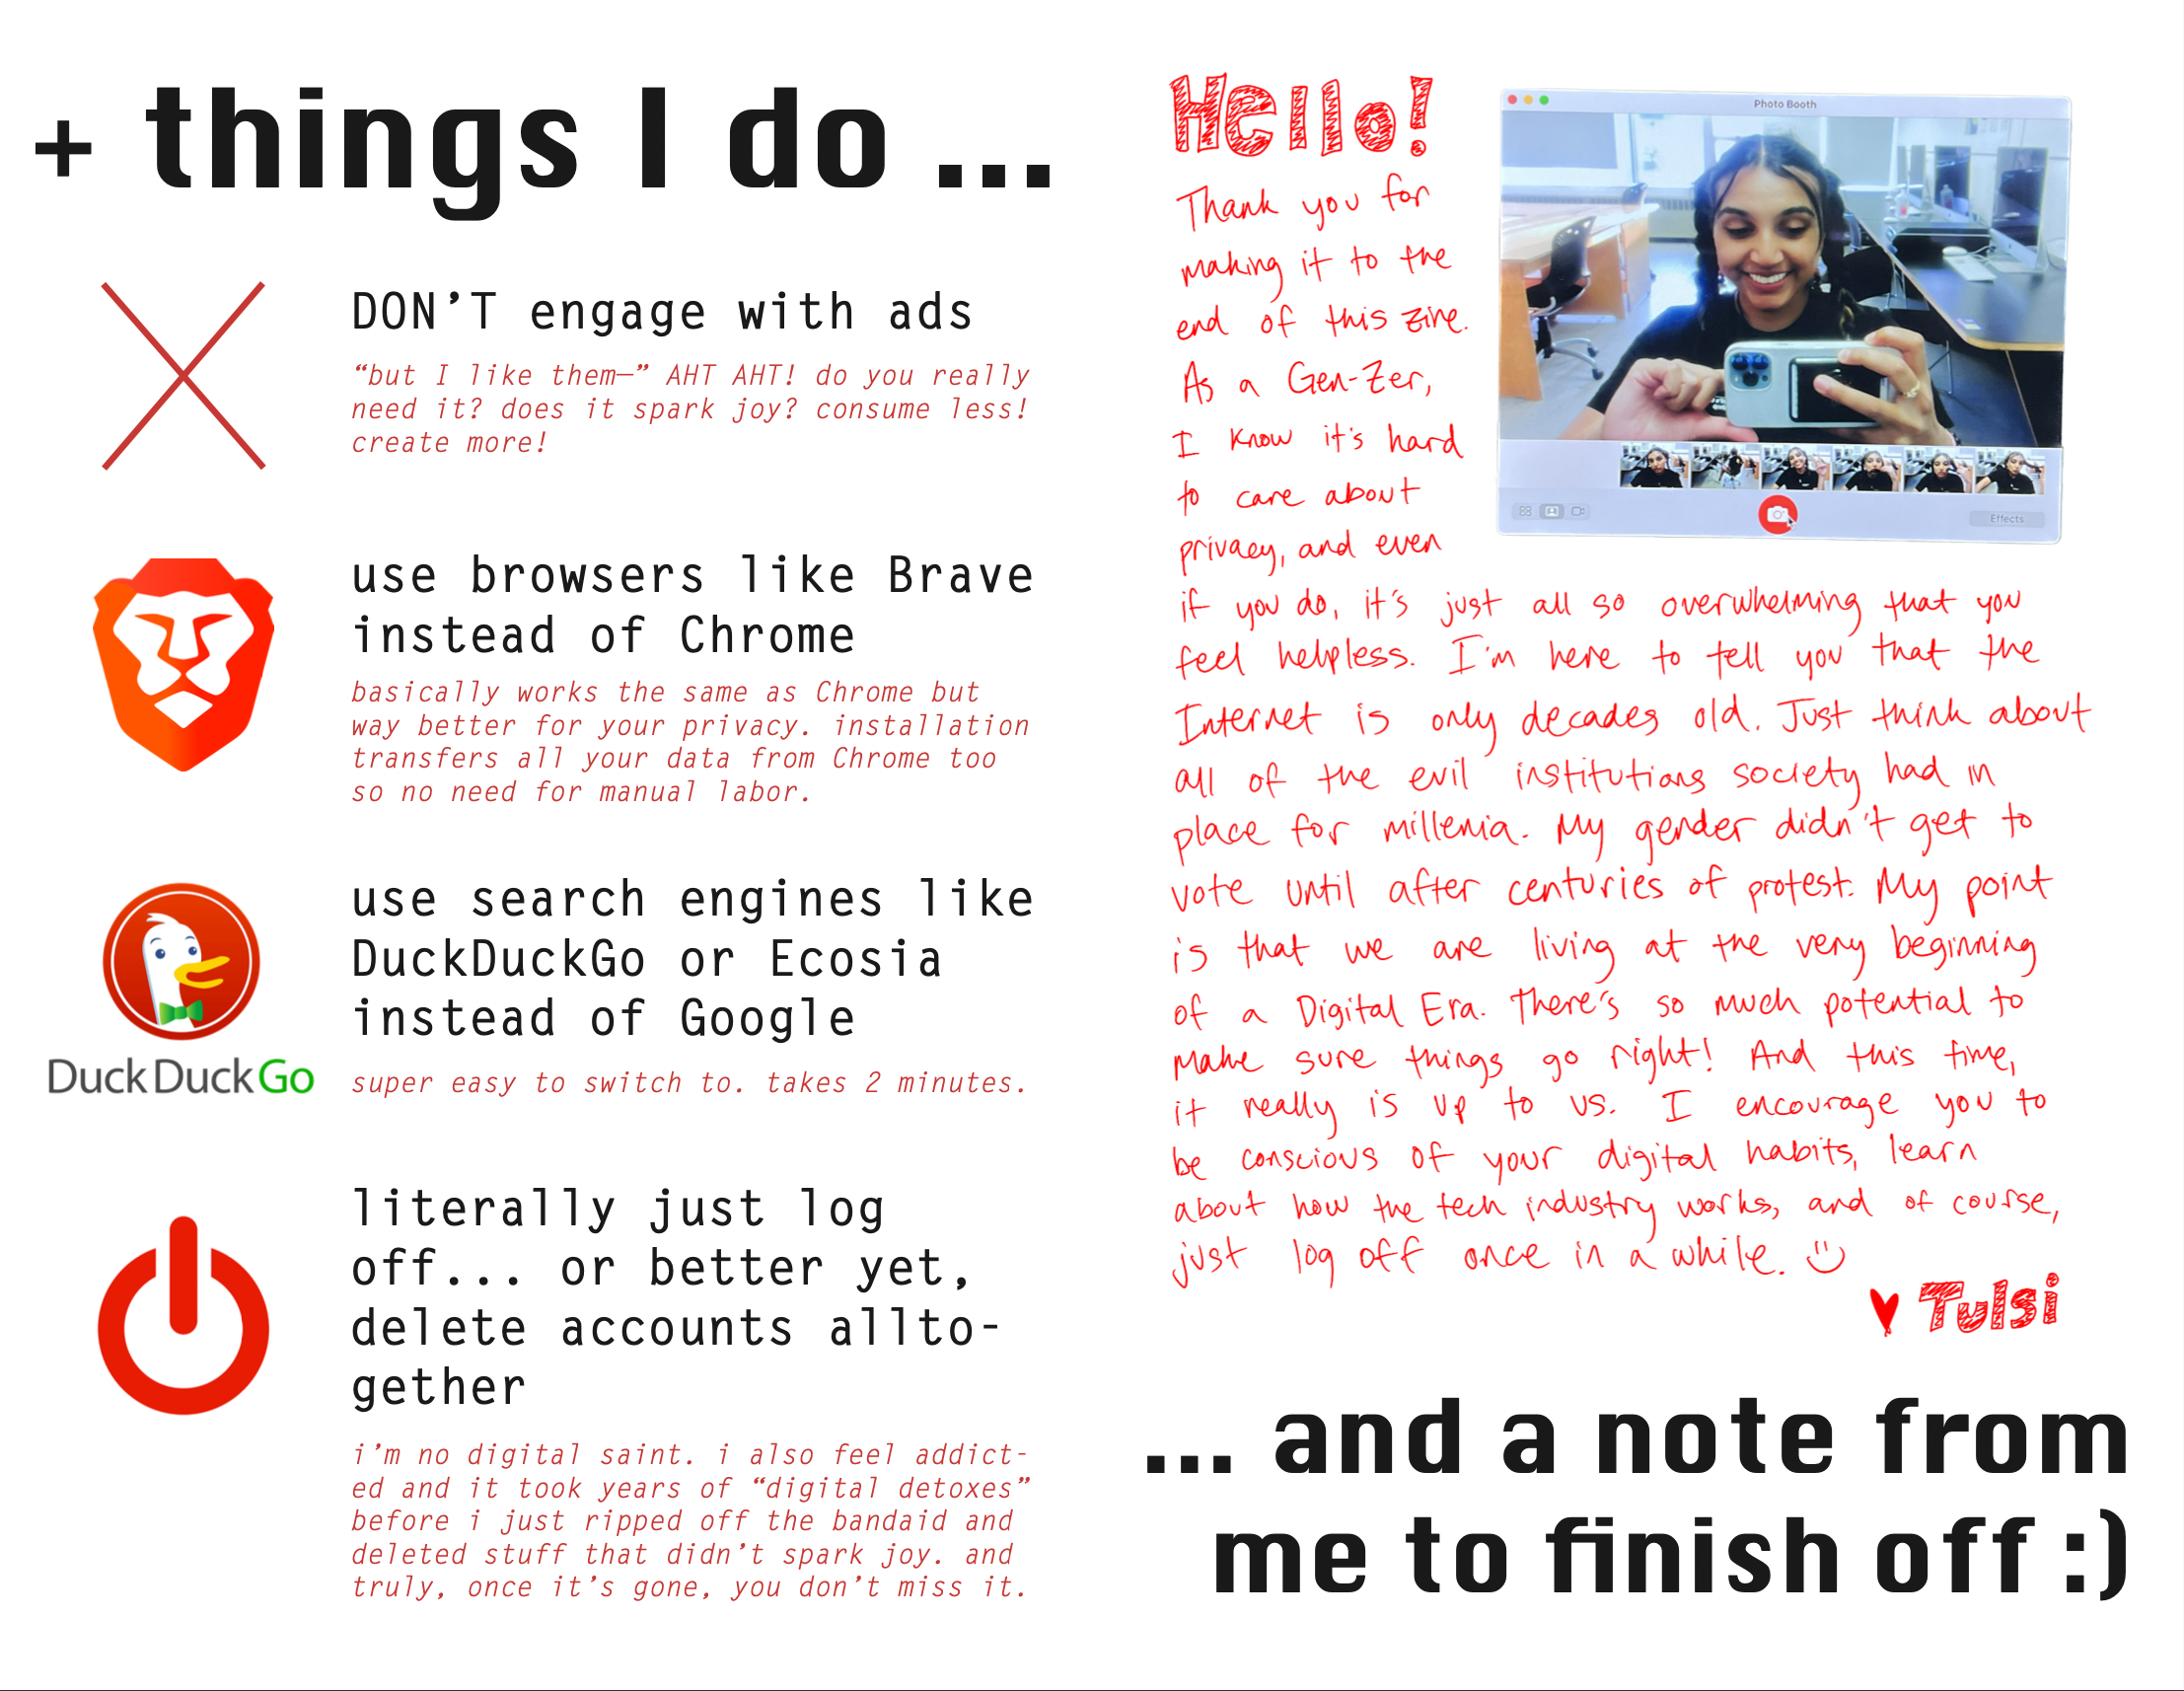 + things I do ...
DON’T engage with ads
“but I like them—” AHT AHT! do you really
need it? does it spark joy? consume less!
create more!
use browsers like Brave
instead of Chrome
basically works the same as Chrome but
way better for your privacy. installation
transfers all your data from Chrome too
so no need for manual labor.
DuckDuckGo
use search engines like
DuckDuckGo or Ecosia
instead of Google
super easy to switch to. takes 2 minutes.
literally just log
off... or better yet,
delete accounts allto-
gether
i’m no digital saint. i also feel addict-
ed and it took years of “digital detoxes”
before i just ripped off the bandaid and
deleted stuff that didn’t spark joy. and
truly, once it’s gone, you don’t miss it.
Hello!
Photo Booth
Effects
Thank you for
making it to the
end of this zine.
As a Gen-Zer,
I know it's hard
to care about
privacy, and even
if you do, it's just all so overwhelming that you
feel helpless. I'm here to tell you that the
Internet is only decades old. Just think about
all of the evil institutions society had in
place for millenia. My gender didn't get to
vote until after centuries of protest. My point
is that we are living at the very beginning
of a Digital Era. There's so much potential to
make sure things go right! And this time,
it really is up to us. I encourage you to
be conscious of your digital habits, learn
about how the tech industry works, and of course,
just log off once in a while. :)
♥ Tulsi
... and a note from
me to finish off :)